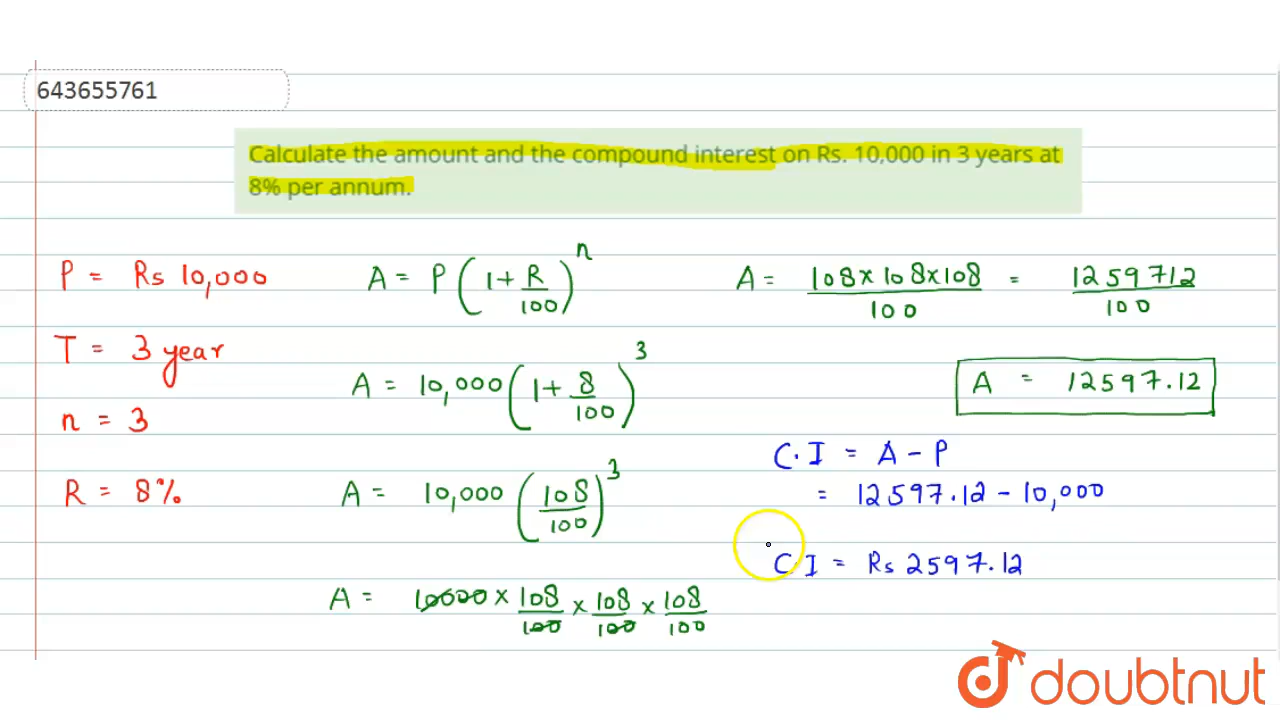 643655761
Calculate the amount and the compound interest on Rs. 10,000 in 3 years at
8% per annum.
P = Rs 10,000
T = 3 year
n = 3
R = 8%
A = P (1 + R/100)^n
A = 10,000 (1 + 8/100)^3
A = 10,000 (108/100)^3
A = 10000 × 108/100 × 108/100 × 108/100
A = 108 × 108 × 108/100 = 1259712/100
A = 12597.12
C.I = A - P
= 12597.12 - 10,000
C.I = Rs 2597.12
doubtnut